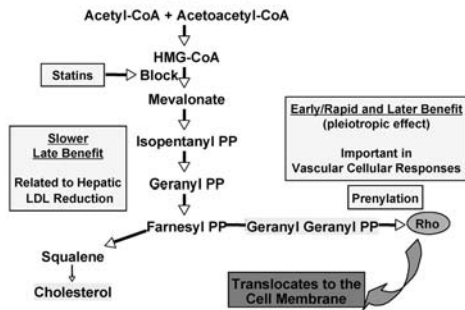 Acetyl-CoA + Acetoacetyl-CoA
HMG-CoA
Statins
Block
Mevalonate
Isopentanyl PP
Geranyl PP
Farnesyl PP
Geranyl Geranyl PP
Squalene
Cholesterol
Slower
Late Benefit
Related to Hepatic
LDL Reduction
Early/Rapid and Later Benefit
(pleiotropic effect)
Important in
Vascular Cellular Responses
Prenylation
Rho
Translocates to the
Cell Membrane